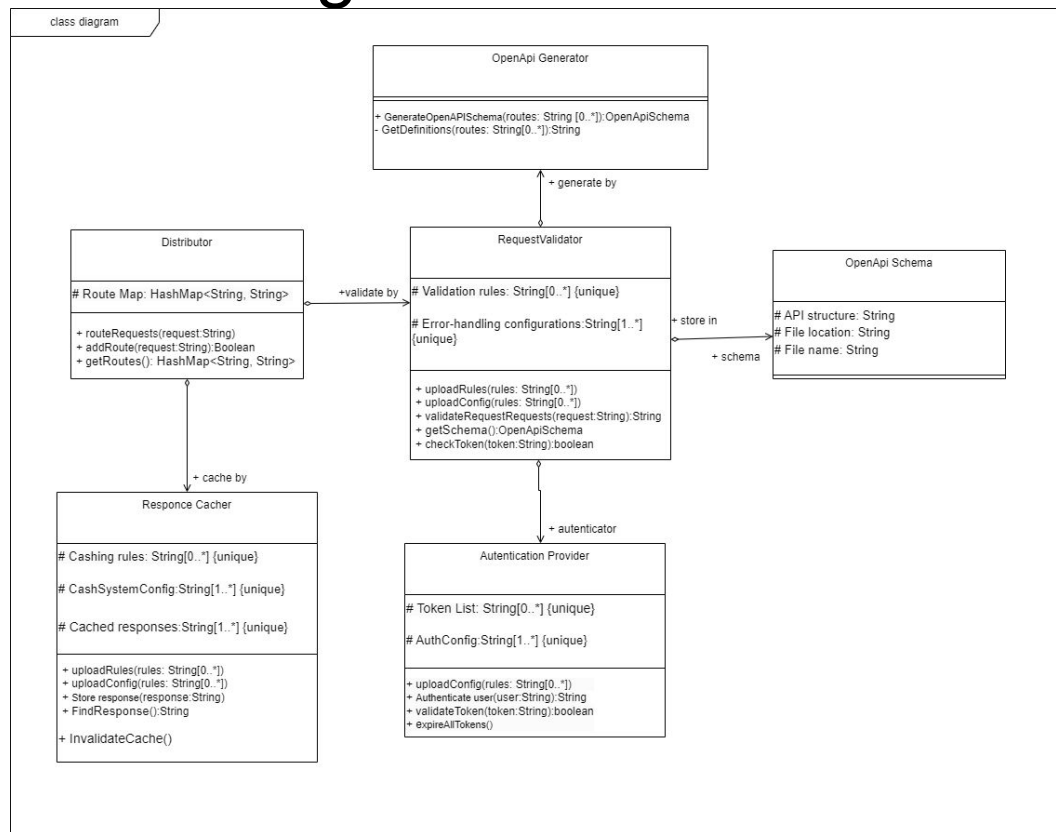 class diagram
OpenApi Generator
+ GenerateOpenAPISchema(routes: String [0..*]):OpenApiSchema
- GetDefinitions(routes: String[0..*]):String
+ generate by
Distributor
# Route Map: HashMap<String, String>
+ routeRequests(request:String)
+ addRoute(request:String):Boolean
+ getRoutes(): HashMap<String, String>
+validate by
RequestValidator
# Validation rules: String[0..*] {unique}
# Error-handling configurations:String[1..*]
{unique}
+ uploadRules(rules: String[0..*])
+ uploadConfig(rules: String[0..*])
+ validateRequestRequests(request:String):String
+ getSchema():OpenApiSchema
+ checkToken(token:String):boolean
+ store in
+ schema
OpenApi Schema
# API structure: String
# File location: String
# File name: String
+ cache by
Responce Cacher
# Cashing rules: String[0..*] {unique}
# CashSystemConfig:String[1..*] {unique}
# Cached responses:String[1..*] {unique}
+ uploadRules(rules: String[0..*])
+ uploadConfig(rules: String[0..*])
+ Store response(response:String)
+ FindResponse():String
+ InvalidateCache()
+ autenticator
Autentication Provider
# Token List: String[0..*] {unique}
# AuthConfig:String[1..*] {unique}
+ uploadConfig(rules: String[0..*])
+ Authenticate user(user:String):String
+ validateToken(token:String):boolean
+ expireAllTokens()